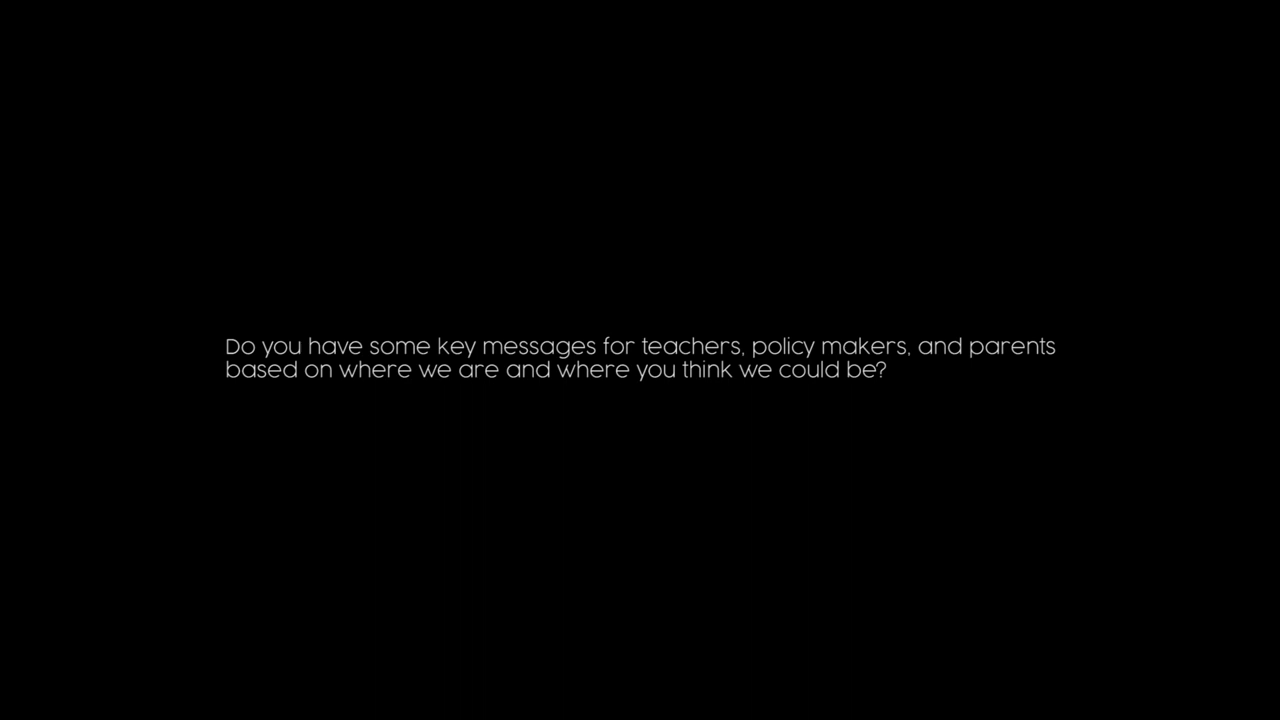 Do you have some key messages for teachers, policy makers, and parents
based on where we are and where you think we could be?